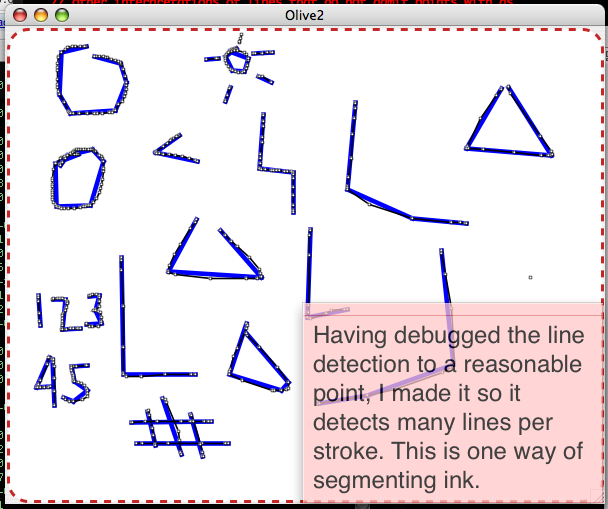 Olive2
123
45
Having debugged the line
detection to a reasonable
point, I made it so it
detects many lines per
stroke. This is one way of
segmenting ink.